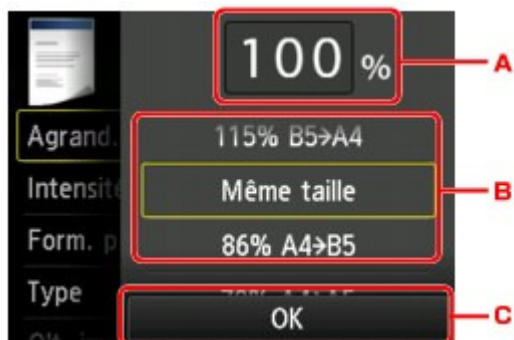 100 %
A
Agrand.
115% B5→A4
Intensité
Même taille
B
Form. p
86% A4→B5
Type
OK
C